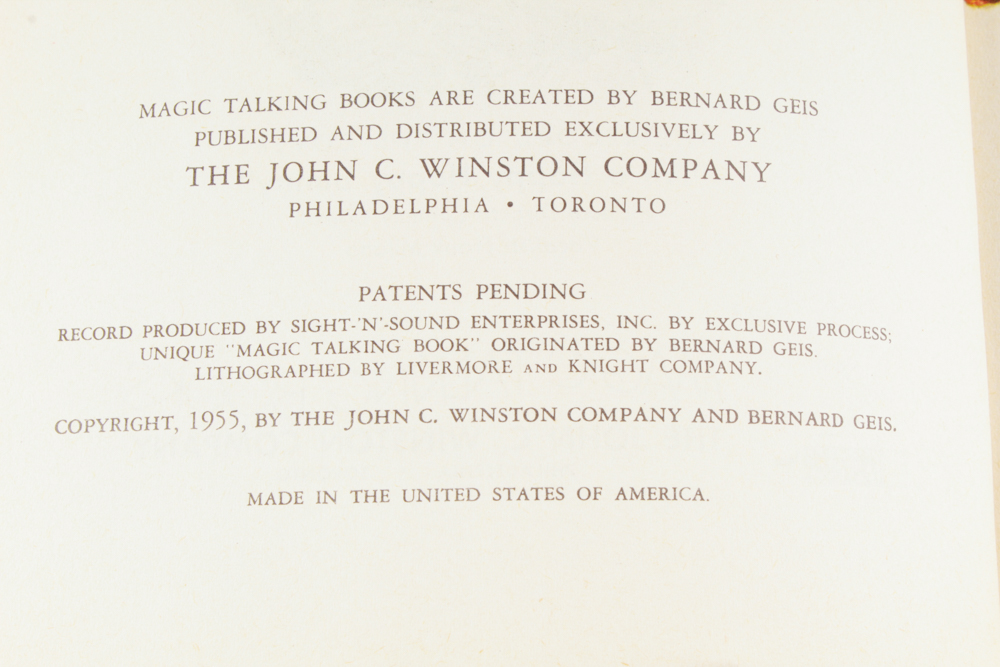 MAGIC TALKING BOOKS ARE CREATED BY BERNARD GEIS
PUBLISHED AND DISTRIBUTED EXCLUSIVELY BY
THE JOHN C. WINSTON COMPANY
PHILADELPHIA • TORONTO
PATENTS PENDING
RECORD PRODUCED BY SIGHT-'N'-SOUND ENTERPRISES, INC. BY EXCLUSIVE PROCESS;
UNIQUE "MAGIC TALKING BOOK" ORIGINATED BY BERNARD GEIS.
LITHOGRAPHED BY LIVERMORE AND KNIGHT COMPANY.
COPYRIGHT, 1955, BY THE JOHN C. WINSTON COMPANY AND BERNARD GEIS.
MADE IN THE UNITED STATES OF AMERICA.